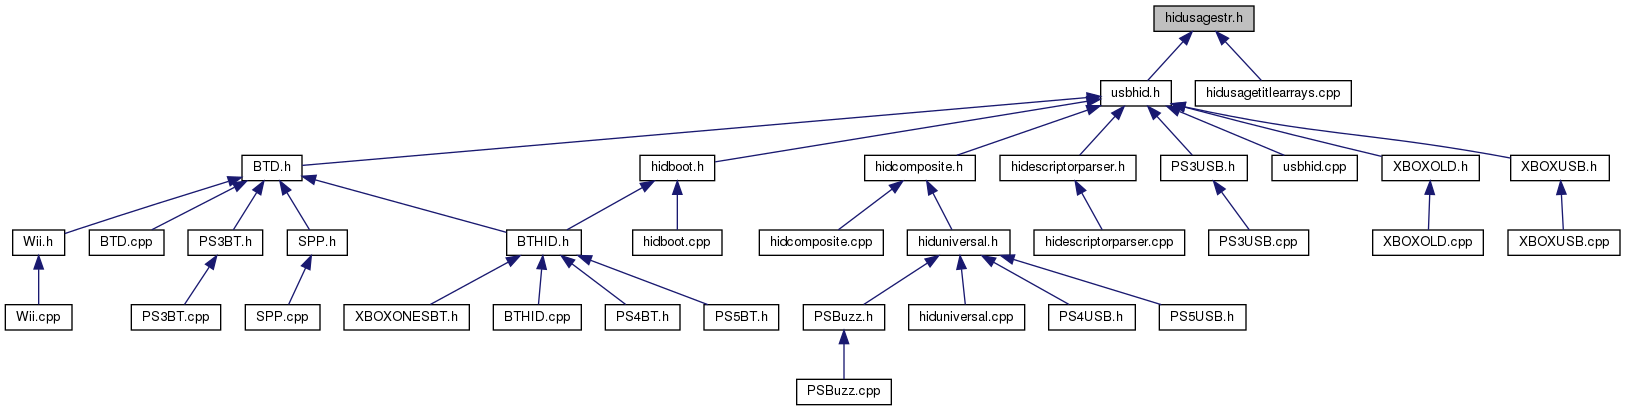 hidusagestr.h
usbhid.h
hidusagetitlearrays.cpp
BTD.h
hidboot.h
hidcomposite.h
hidescriptorparser.h
PS3USB.h
usbhid.cpp
XBOXOLD.h
XBOXUSB.h
Wii.h
BTD.cpp
PS3BT.h
SPP.h
BTHID.h
hidboot.cpp
hidcomposite.cpp
hiduniversal.h
hidescriptorparser.cpp
PS3USB.cpp
XBOXOLD.cpp
XBOXUSB.cpp
Wii.cpp
PS3BT.cpp
SPP.cpp
XBOXONESBT.h
BTHID.cpp
PS4BT.h
PS5BT.h
PSBuzz.h
hiduniversal.cpp
PS4USB.h
PS5USB.h
PSBuzz.cpp